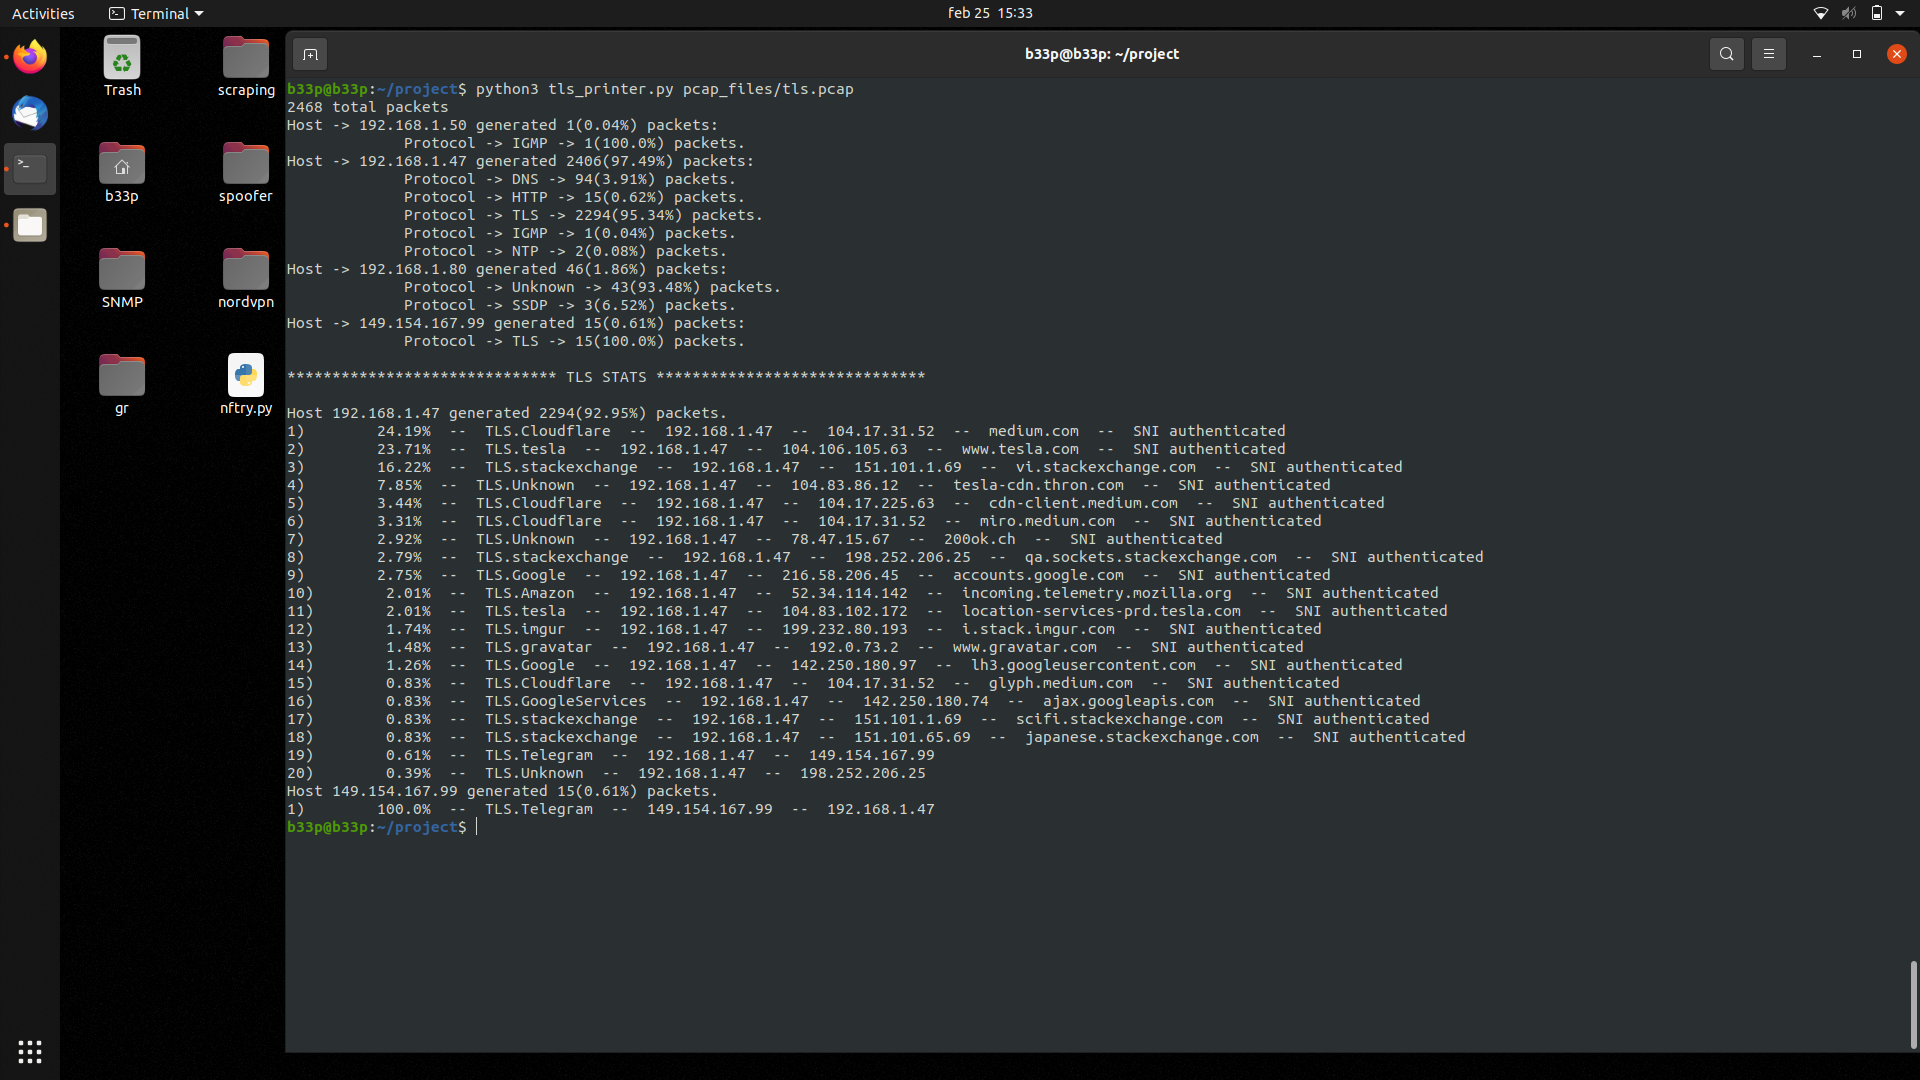 Activities
Terminal
feb 25 15:33
Trash
scraping
b33p
spoofer
SNMP
nordvpn
gr
nftry.py
b33p@b33p: ~/project
b33p@b33p:~/project$ python3 tls_printer.py pcap_files/tls.pcap
2468 total packets
Host -> 192.168.1.50 generated 1(0.04%) packets:
Protocol -> IGMP -> 1(100.0%) packets.
Host -> 192.168.1.47 generated 2406(97.49%) packets:
Protocol -> DNS -> 94(3.91%) packets.
Protocol -> HTTP -> 15(0.62%) packets.
Protocol -> TLS -> 2294(95.34%) packets.
Protocol -> IGMP -> 1(0.04%) packets.
Protocol -> NTP -> 2(0.08%) packets.
Host -> 192.168.1.80 generated 46(1.86%) packets:
Protocol -> Unknown -> 43(93.48%) packets.
Protocol -> SSDP -> 3(6.52%) packets.
Host -> 149.154.167.99 generated 15(0.61%) packets:
Protocol -> TLS -> 15(100.0%) packets.
****************************** TLS STATS ******************************
Host 192.168.1.47 generated 2294(92.95%) packets.
1) 24.19% -- TLS.Cloudflare -- 192.168.1.47 -- 104.17.31.52 -- medium.com -- SNI authenticated
2) 23.71% -- TLS.tesla -- 192.168.1.47 -- 104.106.105.63 -- www.tesla.com -- SNI authenticated
3) 16.22% -- TLS.stackexchange -- 192.168.1.47 -- 151.101.1.69 -- vi.stackexchange.com -- SNI authenticated
4) 7.85% -- TLS.Unknown -- 192.168.1.47 -- 104.83.86.12 -- tesla-cdn.thron.com -- SNI authenticated
5) 3.44% -- TLS.Cloudflare -- 192.168.1.47 -- 104.17.225.63 -- cdn-client.medium.com -- SNI authenticated
6) 3.31% -- TLS.Cloudflare -- 192.168.1.47 -- 104.17.31.52 -- miro.medium.com -- SNI authenticated
7) 2.92% -- TLS.Unknown -- 192.168.1.47 -- 78.47.15.67 -- 200ok.ch -- SNI authenticated
8) 2.79% -- TLS.stackexchange -- 192.168.1.47 -- 198.252.206.25 -- qa.sockets.stackexchange.com -- SNI authenticated
9) 2.75% -- TLS.Google -- 192.168.1.47 -- 216.58.206.45 -- accounts.google.com -- SNI authenticated
10) 2.01% -- TLS.Amazon -- 192.168.1.47 -- 52.34.114.142 -- incoming.telemetry.mozilla.org -- SNI authenticated
11) 2.01% -- TLS.tesla -- 192.168.1.47 -- 104.83.102.172 -- location-services-prd.tesla.com -- SNI authenticated
12) 1.74% -- TLS.imgur -- 192.168.1.47 -- 199.232.80.193 -- i.stack.imgur.com -- SNI authenticated
13) 1.48% -- TLS.gravatar -- 192.168.1.47 -- 192.0.73.2 -- www.gravatar.com -- SNI authenticated
14) 1.26% -- TLS.Google -- 192.168.1.47 -- 142.250.180.97 -- lh3.googleusercontent.com -- SNI authenticated
15) 0.83% -- TLS.Cloudflare -- 192.168.1.47 -- 104.17.31.52 -- glyph.medium.com -- SNI authenticated
16) 0.83% -- TLS.GoogleServices -- 192.168.1.47 -- 142.250.180.74 -- ajax.googleapis.com -- SNI authenticated
17) 0.83% -- TLS.stackexchange -- 192.168.1.47 -- 151.101.1.69 -- scifi.stackexchange.com -- SNI authenticated
18) 0.83% -- TLS.stackexchange -- 192.168.1.47 -- 151.101.65.69 -- japanese.stackexchange.com -- SNI authenticated
19) 0.61% -- TLS.Telegram -- 192.168.1.47 -- 149.154.167.99
20) 0.39% -- TLS.Unknown -- 192.168.1.47 -- 198.252.206.25
Host 149.154.167.99 generated 15(0.61%) packets.
1) 100.0% -- TLS.Telegram -- 149.154.167.99 -- 192.168.1.47
b33p@b33p:~/project$